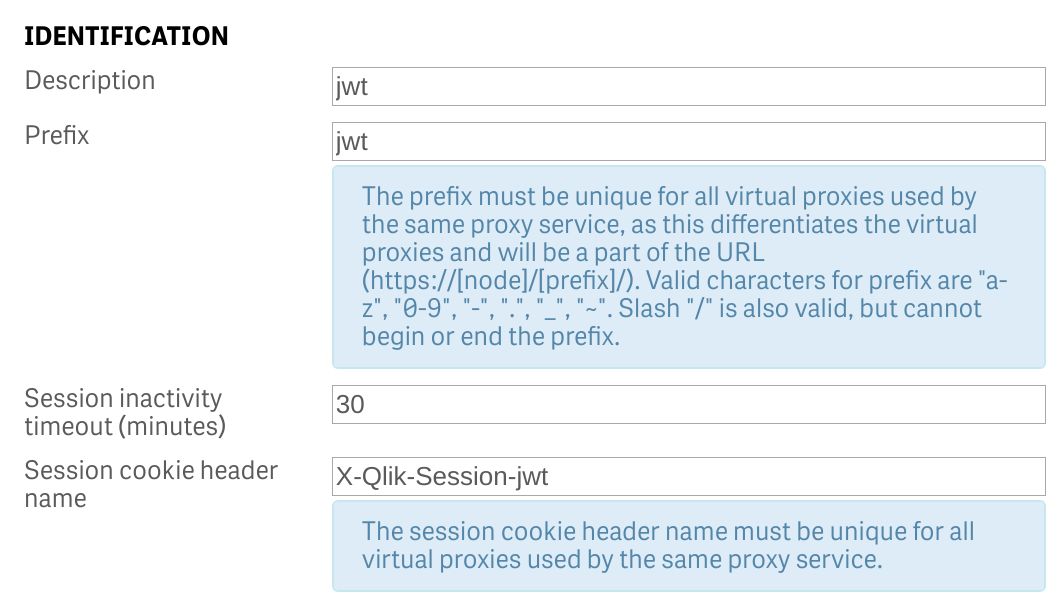 IDENTIFICATION
Description
jwt
Prefix
jwt
The prefix must be unique for all virtual proxies used by
the same proxy service, as this differentiates the virtual
proxies and will be a part of the URL
(https://[node]/[prefix]/). Valid characters for prefix are "a-
z", "0-9", "-", ".", "_", "~". Slash "/" is also valid, but cannot
begin or end the prefix.
Session inactivity
timeout (minutes)
30
Session cookie header
name
X-Qlik-Session-jwt
The session cookie header name must be unique for all
virtual proxies used by the same proxy service.